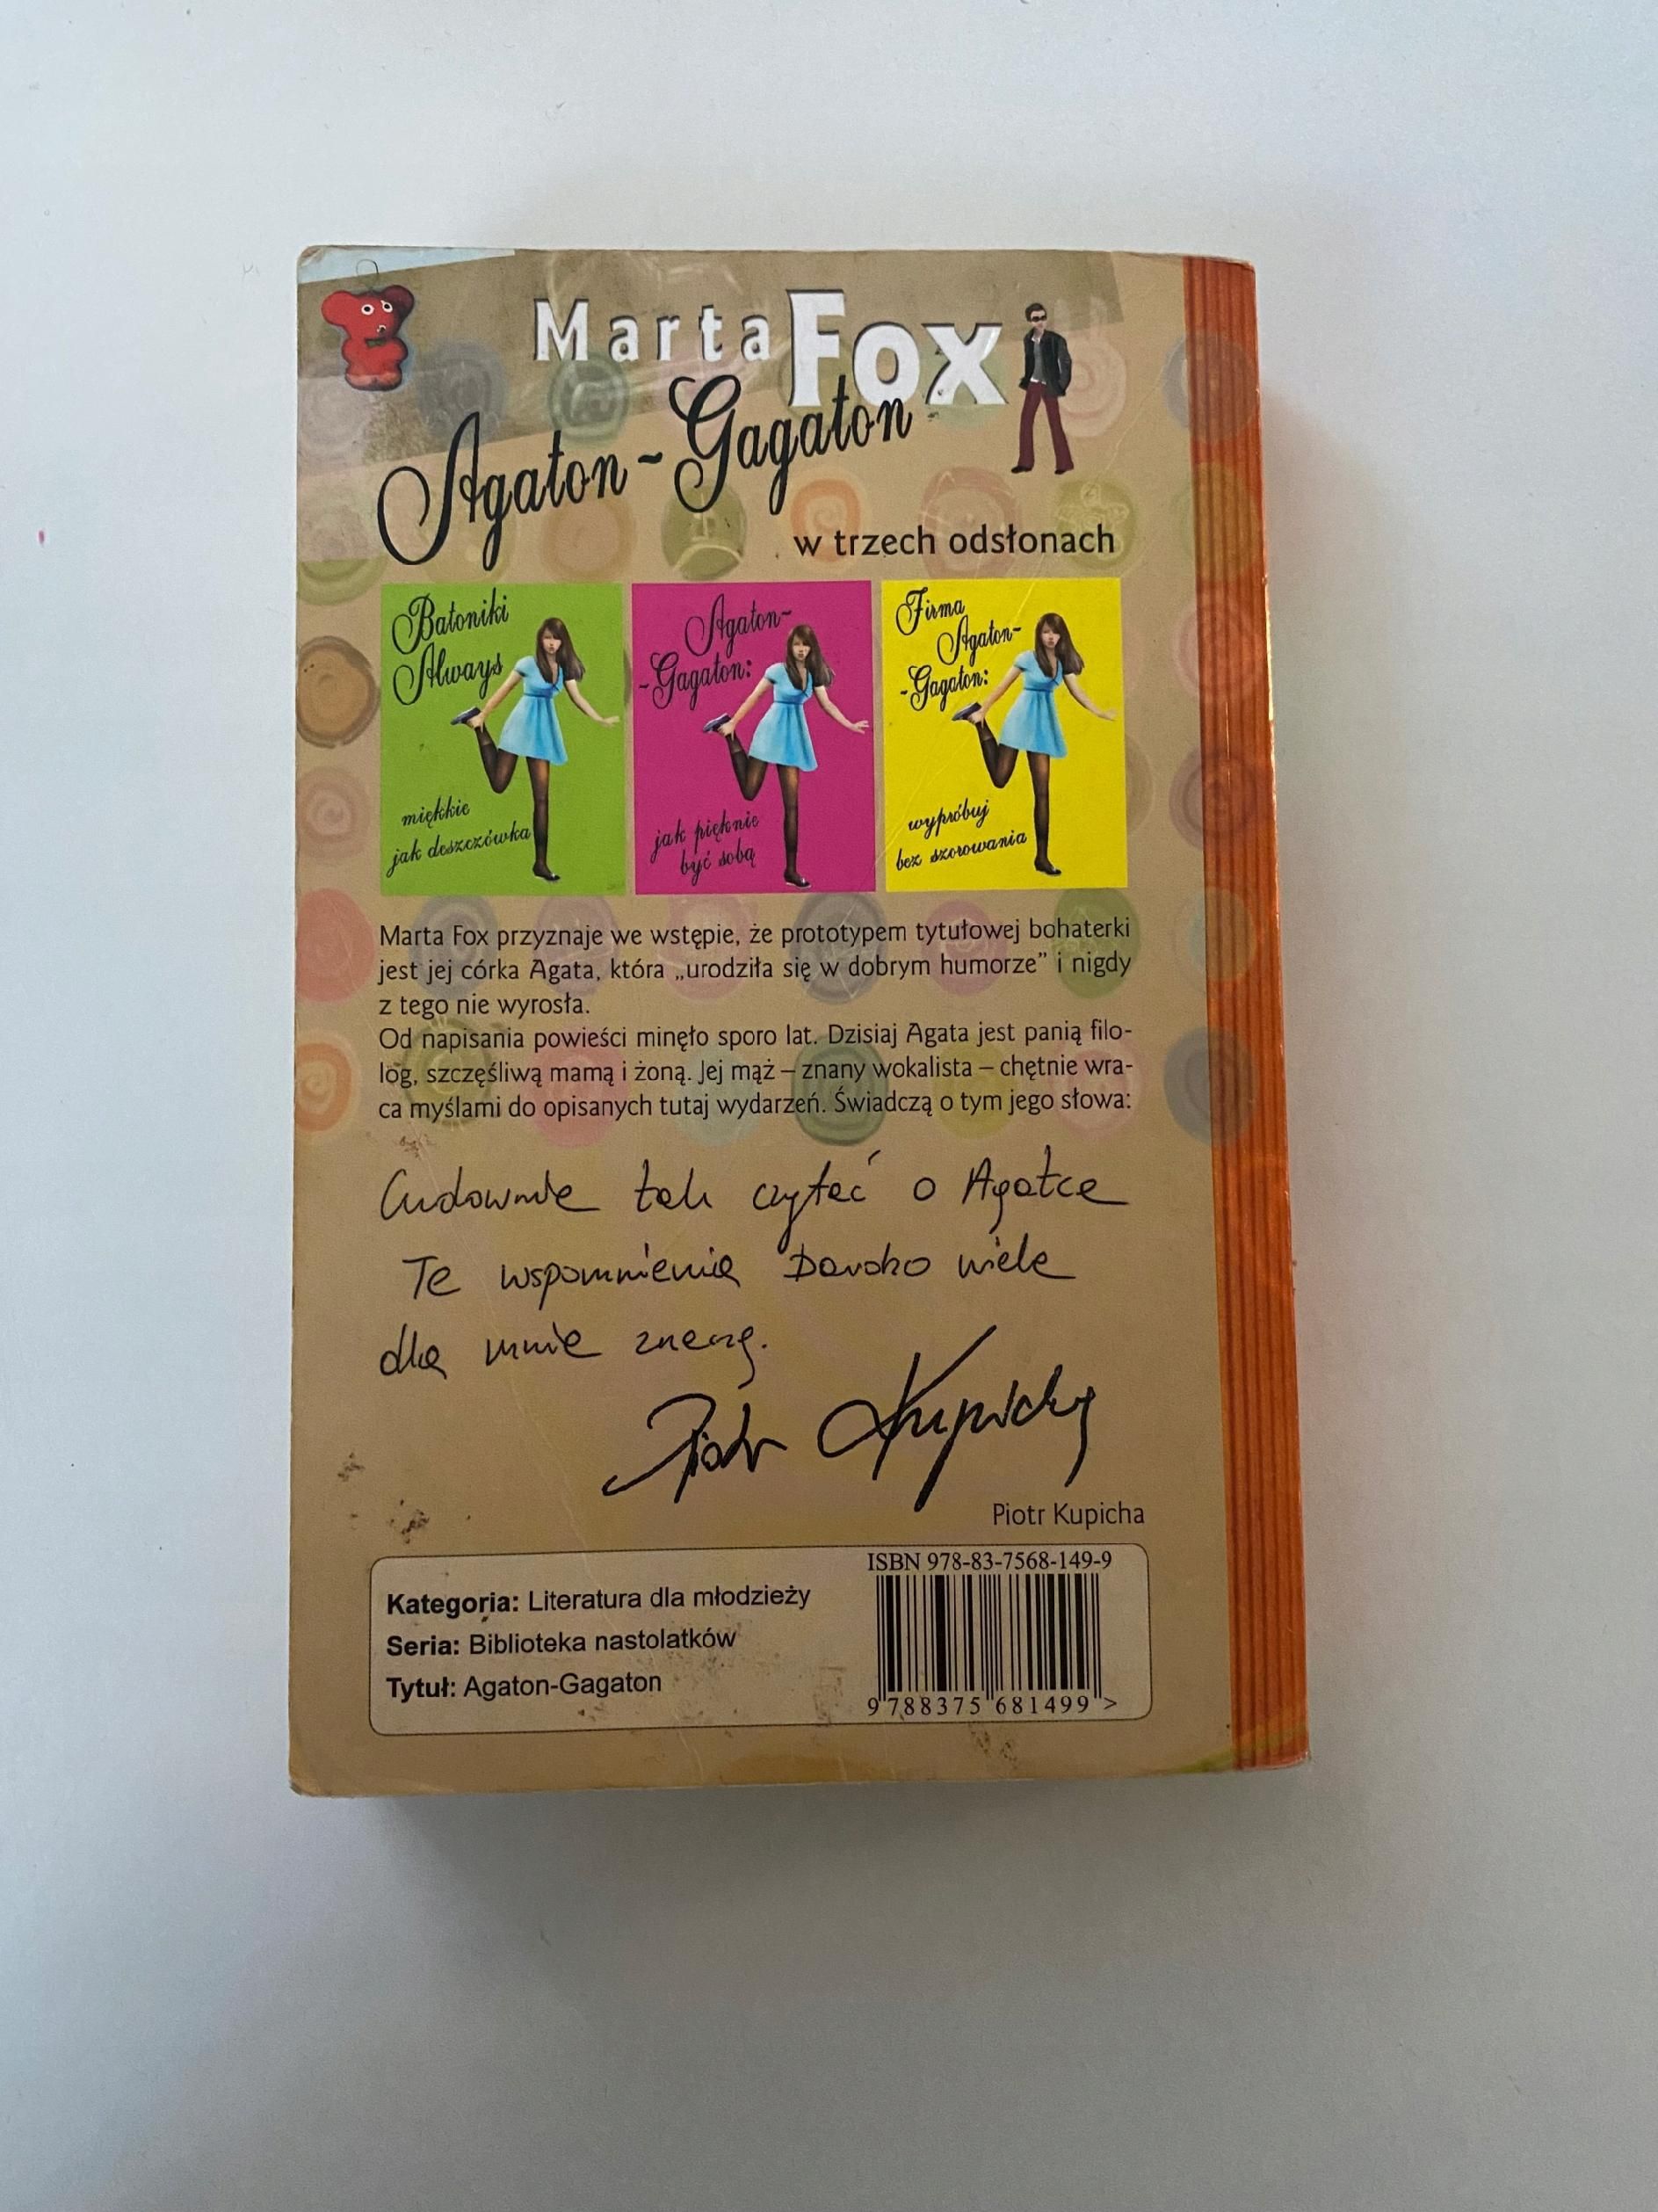 Marta Fox
Agaton~Gagaton
w trzech odsłonach
Batoniki
Always
miękkie
jak deszczówka
Agaton~
~Gagaton:
jak pięknie
być sobą
Firma
Agaton~
~Gagaton:
wypróbuj
bez szorowania
Marta Fox przyznaje we wstępie, że prototypem tytułowej bohaterki
jest jej córka Agata, która „urodziła się w dobrym humorze” i nigdy
z tego nie wyrosła.
Od napisania powieści minęło sporo lat. Dzisiaj Agata jest panią filo-
log, szczęśliwą mamą i żoną. Jej mąż – znany wokalista – chętnie wra-
ca myślami do opisanych tutaj wydarzeń. Świadczą o tym jego słowa:
Cudownie tak czytać o Agatce
Te wspomnienia Bardzo wiele
dla mnie znaczą.
Piotr Kupicha
Piotr Kupicha
ISBN 978-83-7568-149-9
Kategoria: Literatura dla młodzieży
Seria: Biblioteka nastolatków
Tytuł: Agaton-Gagaton
9 788375 681499 >